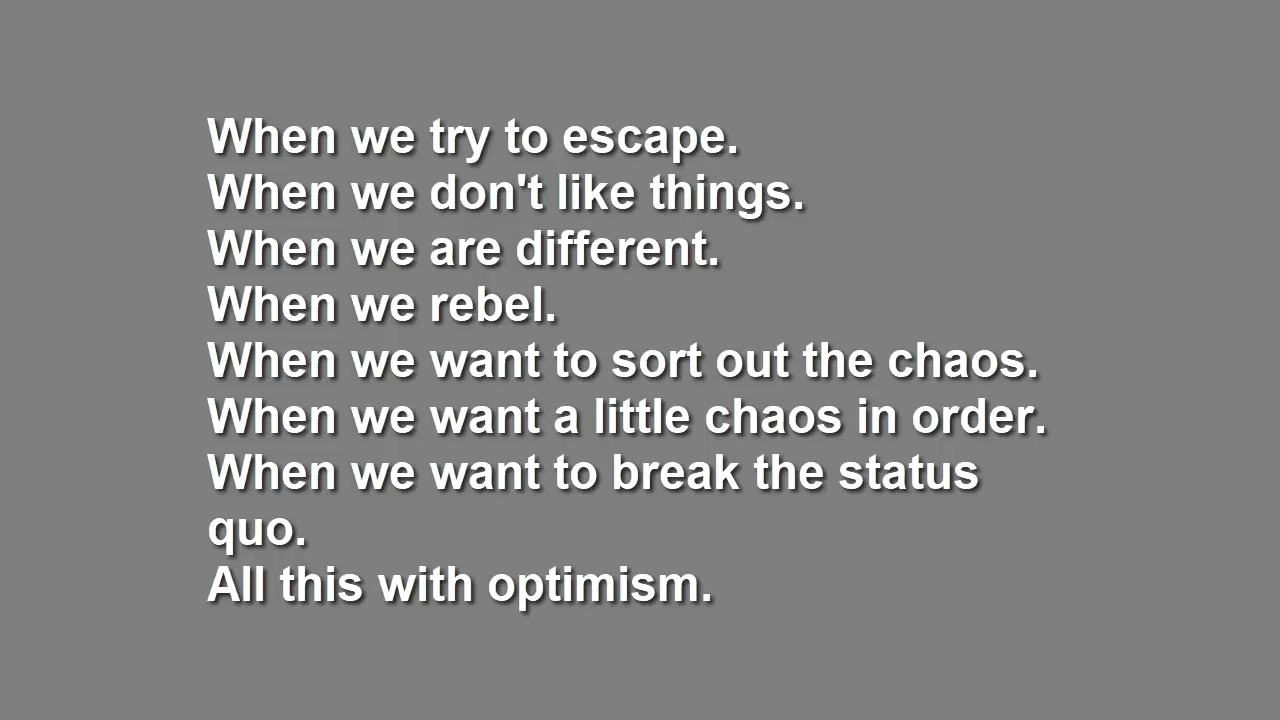 When we try to escape.
When we don't like things.
When we are different.
When we rebel.
When we want to sort out the chaos.
When we want a little chaos in order.
When we want to break the status
quo.
All this with optimism.